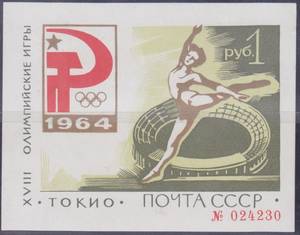 XVIII ОЛИМПИЙСКИЕ ИГРЫ
1964
руб. 1
• ТОКИО •
ПОЧТА СССР
№ 024230